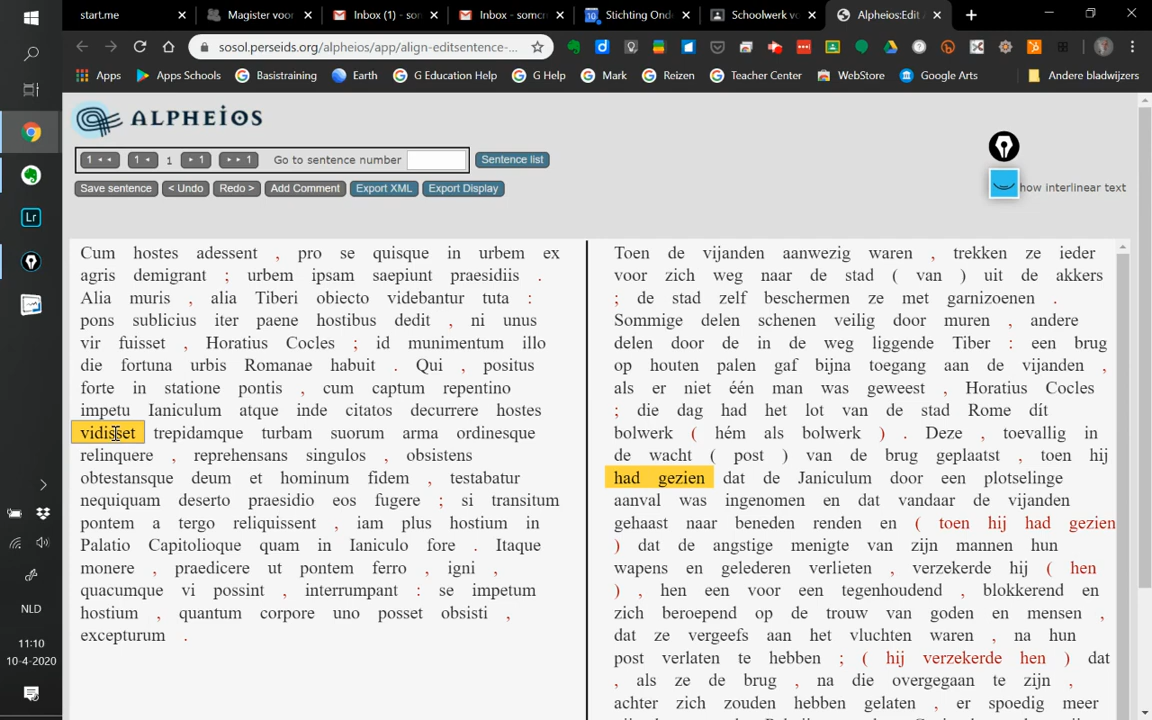 start.me
Magister voor
Inbox (1) - som
Inbox - somcr
Stichting Ond
Schoolwerk vo
Alpheios:Edit
sosol.perseids.org/alpheios/app/align-editsentence-...
Apps
Apps Schools
Basistraining
Earth
G Education Help
G Help
Mark
Reizen
Teacher Center
WebStore
Google Arts
Andere bladwijzers
ALPHEIOS
1 ◂◂ 1 ◂ 1 ▸ 1 ▸▸ 1 Go to sentence number Sentence list
Save sentence < Undo Redo > Add Comment Export XML Export Display
how interlinear text
Cum hostes adessent , pro se quisque in urbem ex
agris demigrant ; urbem ipsam saepiunt praesidiis .
Alia muris , alia Tiberi obiecto videbantur tuta :
pons sublicius iter paene hostibus dedit , ni unus
vir fuisset , Horatius Cocles ; id munimentum illo
die fortuna urbis Romanae habuit . Qui , positus
forte in statione pontis , cum captum repentino
impetu Ianiculum atque inde citatos decurrere hostes
vidisset trepidamque turbam suorum arma ordinesque
relinquere , reprehensans singulos , obsistens
obtestansque deum et hominum fidem , testabatur
nequiquam deserto praesidio eos fugere ; si transitum
pontem a tergo reliquissent , iam plus hostium in
Palatio Capitolioque quam in Ianiculo fore . Itaque
monere , praedicere ut pontem ferro , igni ,
quacumque vi possint , interrumpant : se impetum
hostium , quantum corpore uno posset obsisti ,
excepturum .
Toen de vijanden aanwezig waren , trekken ze ieder
voor zich weg naar de stad ( van ) uit de akkers
; de stad zelf beschermen ze met garnizoenen .
Sommige delen schenen veilig door muren , andere
delen door de in de weg liggende Tiber : een brug
op houten palen gaf bijna toegang aan de vijanden ,
als er niet één man was geweest , Horatius Cocles
; die dag had het lot van de stad Rome dít
bolwerk ( hém als bolwerk ) . Deze , toevallig in
de wacht ( post ) van de brug geplaatst , toen hij
had gezien dat de Janiculum door een plotselinge
aanval was ingenomen en dat vandaar de vijanden
gehaast naar beneden renden en ( toen hij had gezien
) dat de angstige menigte van zijn mannen hun
wapens en gelederen verlieten , verzekerde hij ( hen
) , hen een voor een tegenhoudend , blokkerend en
zich beroepend op de trouw van goden en mensen ,
dat ze vergeefs aan het vluchten waren , na hun
post verlaten te hebben ; ( hij verzekerde hen ) dat
, als ze de brug , na die overgegaan te zijn ,
achter zich zouden hebben gelaten , er spoedig meer
Lr
NLD
11:10
10-4-2020